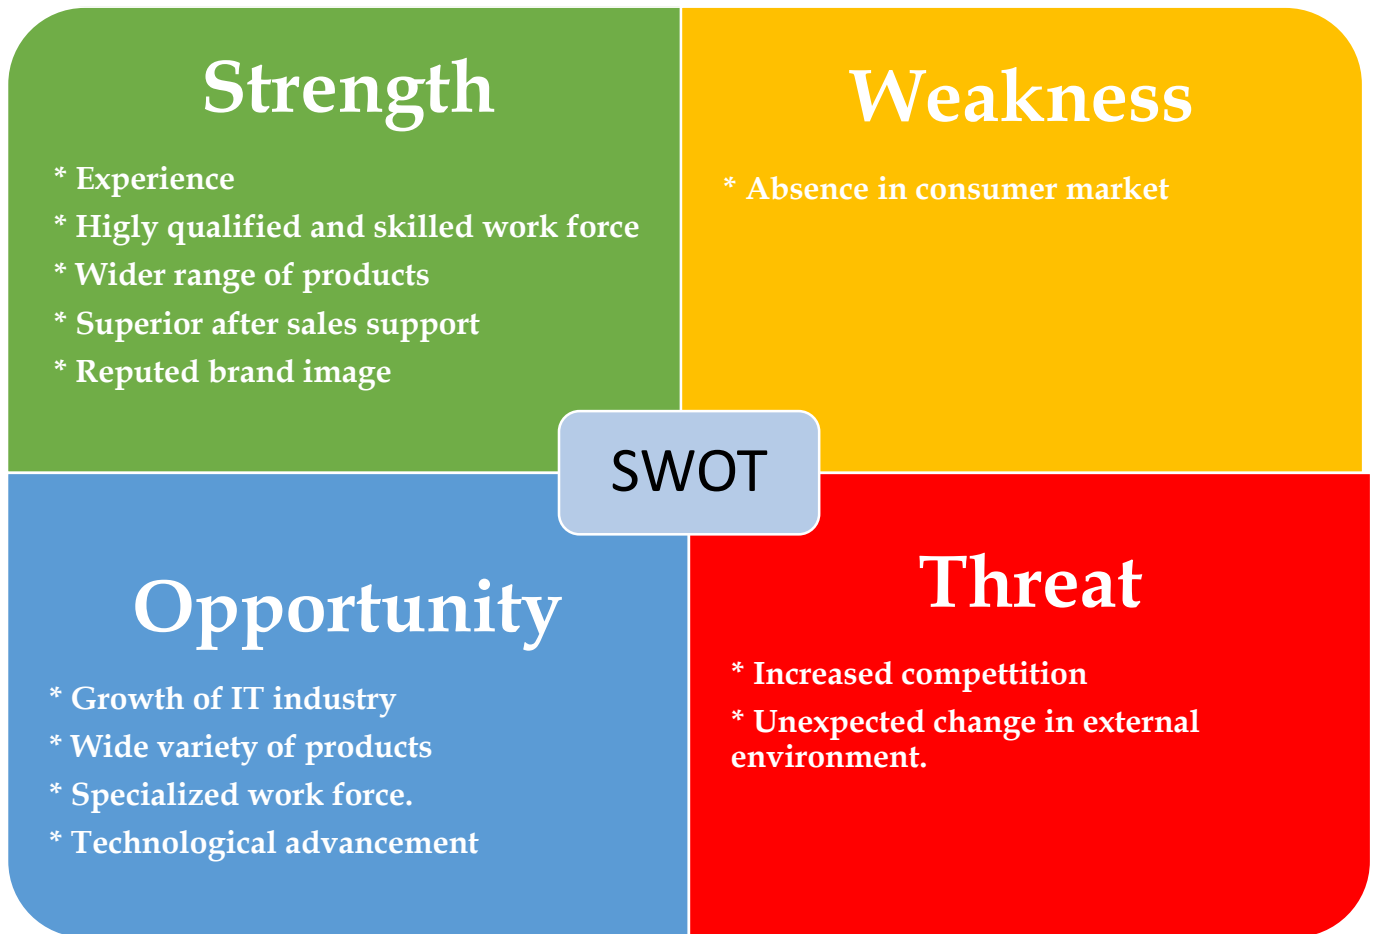 Strength
* Experience
* Higly qualified and skilled work force
* Wider range of products
* Superior after sales support
* Reputed brand image
Weakness
* Absence in consumer market
SWOT
Opportunity
* Growth of IT industry
* Wide variety of products
* Specialized work force.
* Technological advancement
Threat
* Increased compettition
* Unexpected change in external
environment.